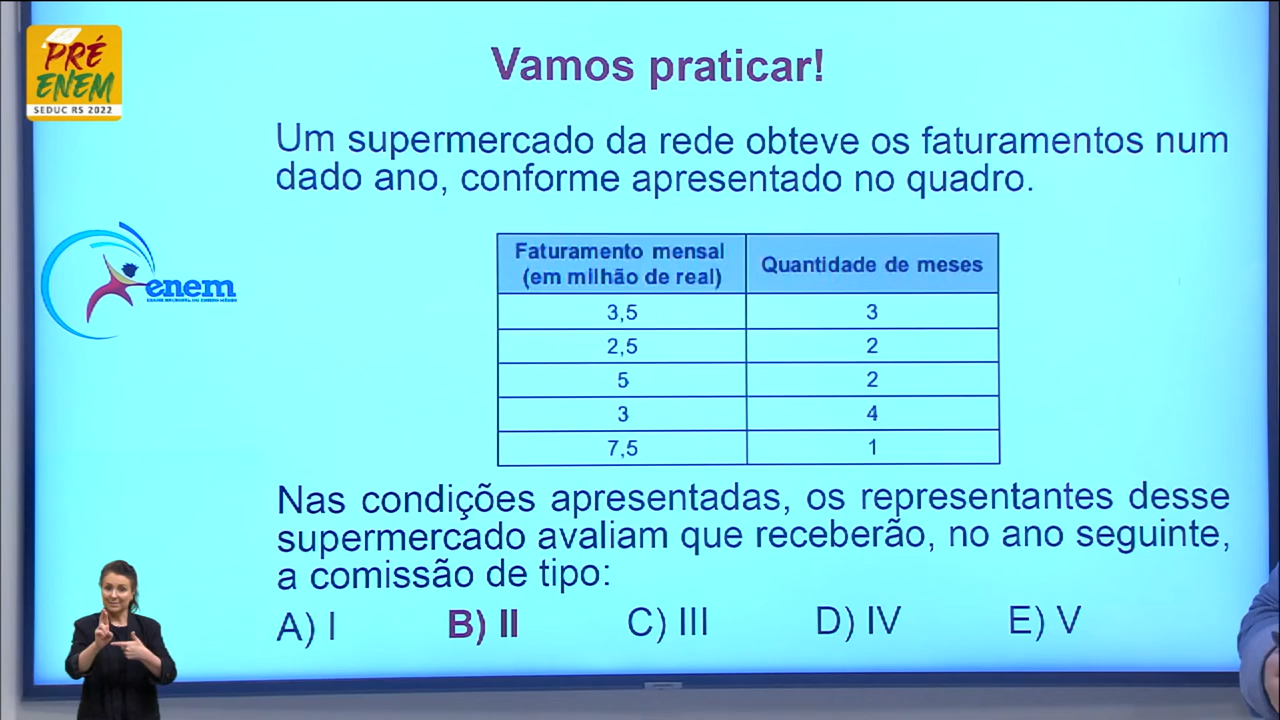 PRÉ
ENEM
SEDUC RS 2022
Vamos praticar!
Um supermercado da rede obteve os faturamentos num
dado ano, conforme apresentado no quadro.
enem
Faturamento mensal
(em milhão de real)
Quantidade de meses
3,5 3
2,5 2
5 2
3 4
7,5 1
Nas condições apresentadas, os representantes desse
supermercado avaliam que receberão, no ano seguinte,
a comissão de tipo:
A) I B) II C) III D) IV E) V